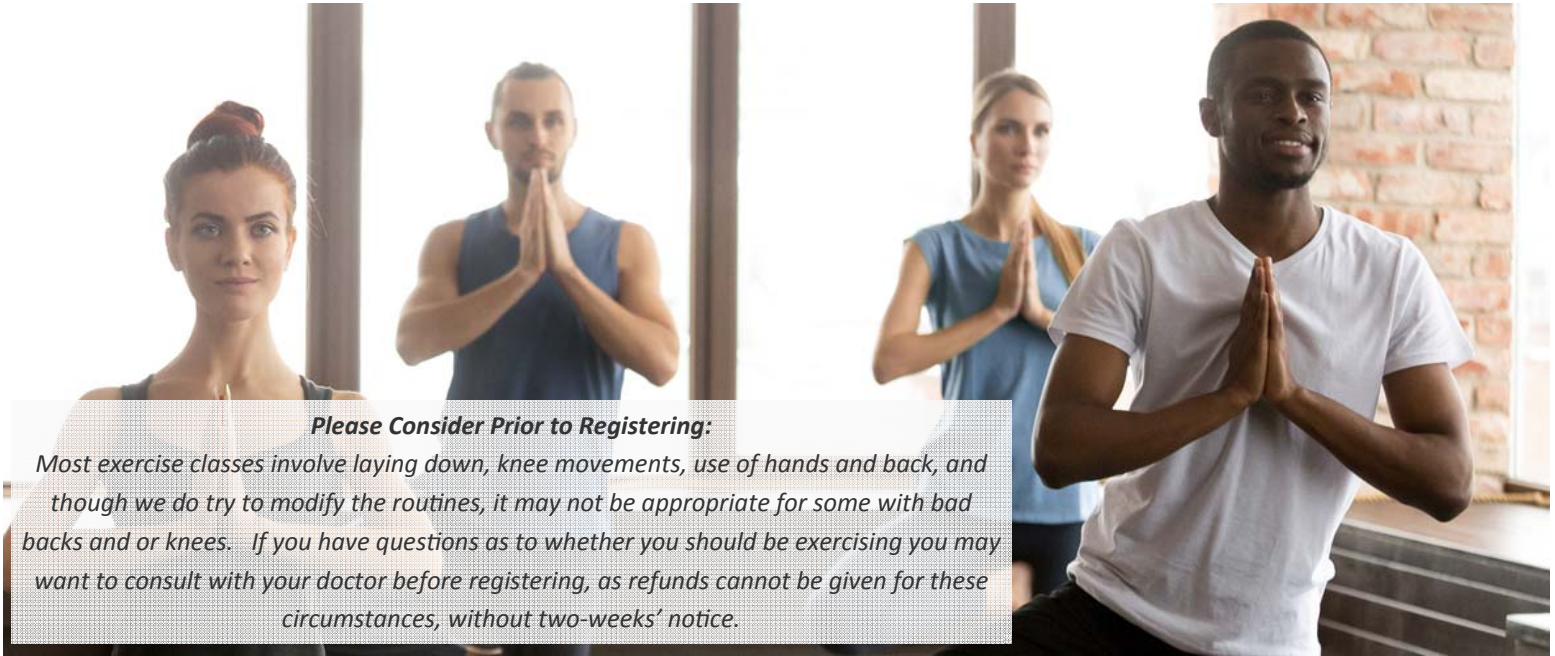 Please Consider Prior to Registering:
Most exercise classes involve laying down, knee movements, use of hands and back, and
though we do try to modify the routines, it may not be appropriate for some with bad
backs and or knees.   If you have questions as to whether you should be exercising you may
want to consult with your doctor before registering, as refunds cannot be given for these
circumstances, without two-weeks’ notice.